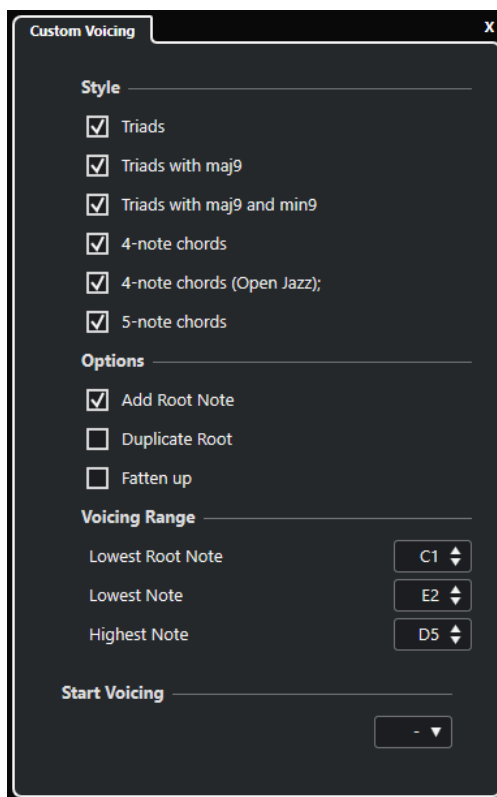 Custom Voicing x
Style
Triads
Triads with maj9
Triads with maj9 and min9
4-note chords
4-note chords (Open Jazz);
5-note chords
Options
Add Root Note
Duplicate Root
Fatten up
Voicing Range
Lowest Root Note C1
Lowest Note E2
Highest Note D5
Start Voicing
-